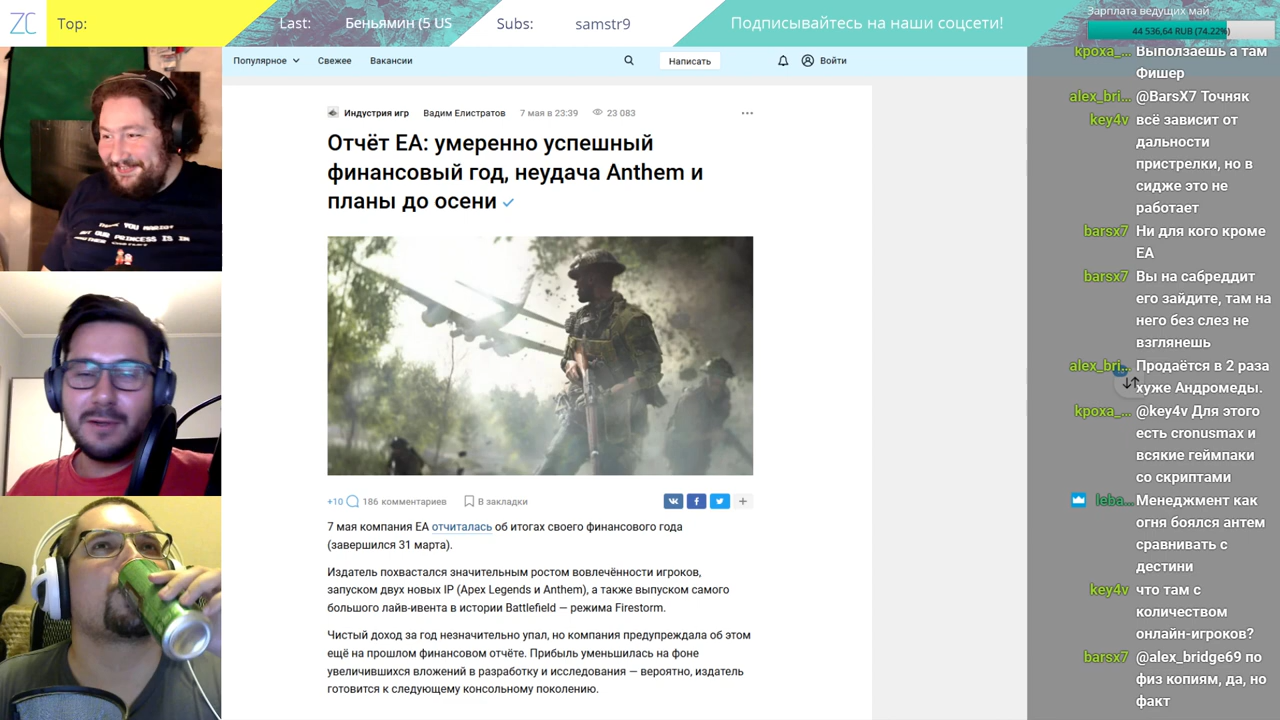 ZC
Top:
Last:
Беньямин (5 US
Subs:
samstr9
Подписывайтесь на наши соцсети!
Зарплата ведущих май
44 536,64 RUB (74.22%)
Популярное
Свежее
Вакансии
Написать
Войти
Индустрия игр
Вадим Елистратов
7 мая в 23:39
23 083
Отчёт EA: умеренно успешный
финансовый год, неудача Anthem и
планы до осени
+10
186 комментариев
В закладки
7 мая компания EA отчиталась об итогах своего финансового года
(завершился 31 марта).
Издатель похвастался значительным ростом вовлечённости игроков,
запуском двух новых IP (Apex Legends и Anthem), а также выпуском самого
большого лайв-ивента в истории Battlefield — режима Firestorm.
Чистый доход за год незначительно упал, но компания предупреждала об этом
ещё на прошлом финансовом отчёте. Прибыль уменьшилась на фоне
увеличившихся вложений в разработку и исследования — вероятно, издатель
готовится к следующему консольному поколению.
kpoxa_... Выползаешь а там
Фишер
alex_bri... @BarsX7 Точняк
key4v всё зависит от
дальности
пристрелки, но в
сидже это не
работает
barsx7 Ни для кого кроме
ЕА
barsx7 Вы на сабреддит
его зайдите, там на
него без слез не
взглянешь
alex_bri... Продаётся в 2 раза
хуже Андромеды.
kpoxa_... @key4v Для этого
есть cronusmax и
всякие геймпаки
со скриптами
leba... Менеджмент как
огня боялся антем
сравнивать с
дестини
key4v что там с
количеством
онлайн-игроков?
barsx7 @alex_bridge69 по
физ копиям, да, но
факт